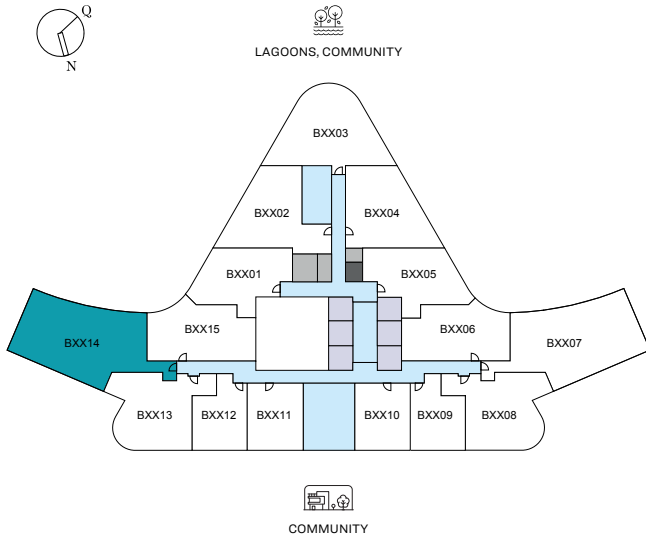 Q
N
LAGOONS, COMMUNITY
BXX03
BXX02
BXX04
BXX01
BXX05
BXX14
BXX15
BXX06
BXX07
BXX13
BXX12
BXX11
BXX10
BXX09
BXX08
COMMUNITY